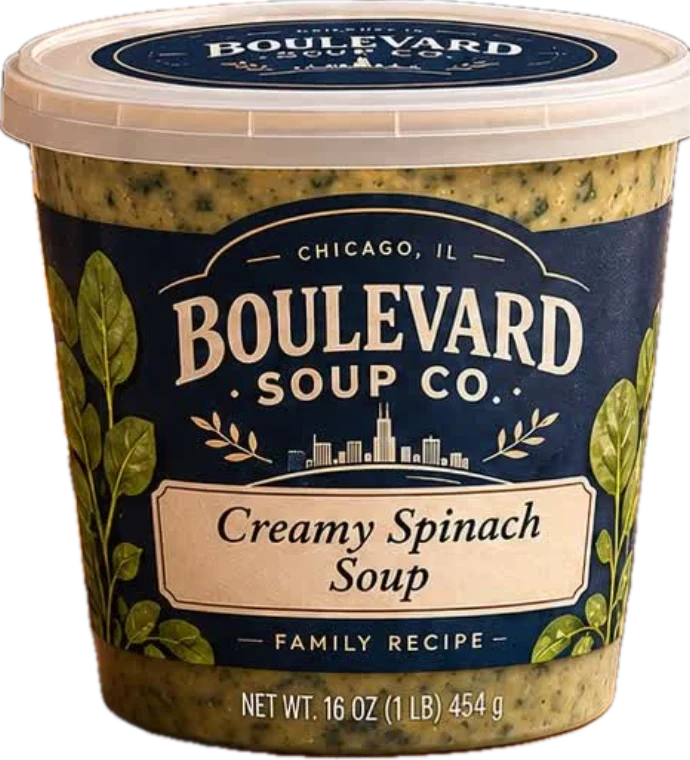 BOULEVARD
SOUP CO.
CHICAGO, IL
BOULEVARD
SOUP CO.
Creamy Spinach
Soup
FAMILY RECIPE
NET WT. 16 OZ (1 LB) 454 g